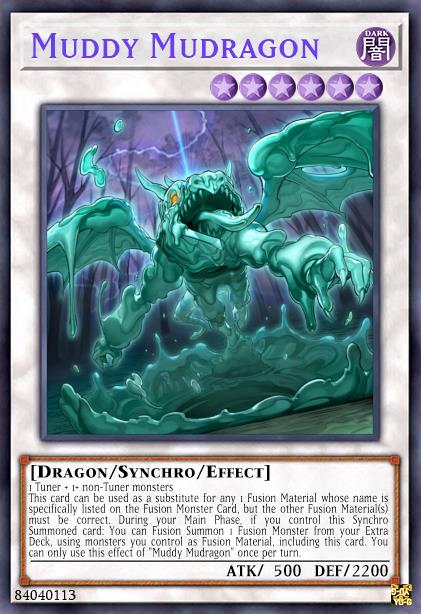 MUDDY MUDRAGON
DARK
闇
[DRAGON/SYNCHRO/EFFECT]
1 Tuner + 1+ non-Tuner monsters
This card can be used as a substitute for any 1 Fusion Material whose name is
specifically listed on the Fusion Monster Card, but the other Fusion Material(s)
must be correct. During your Main Phase, if you control this Synchro
Summoned card: You can Fusion Summon 1 Fusion Monster from your Extra
Deck, using monsters you control as Fusion Material, including this card. You
can only use this effect of "Muddy Mudragon" once per turn.
ATK/ 500 DEF/2200
84040113